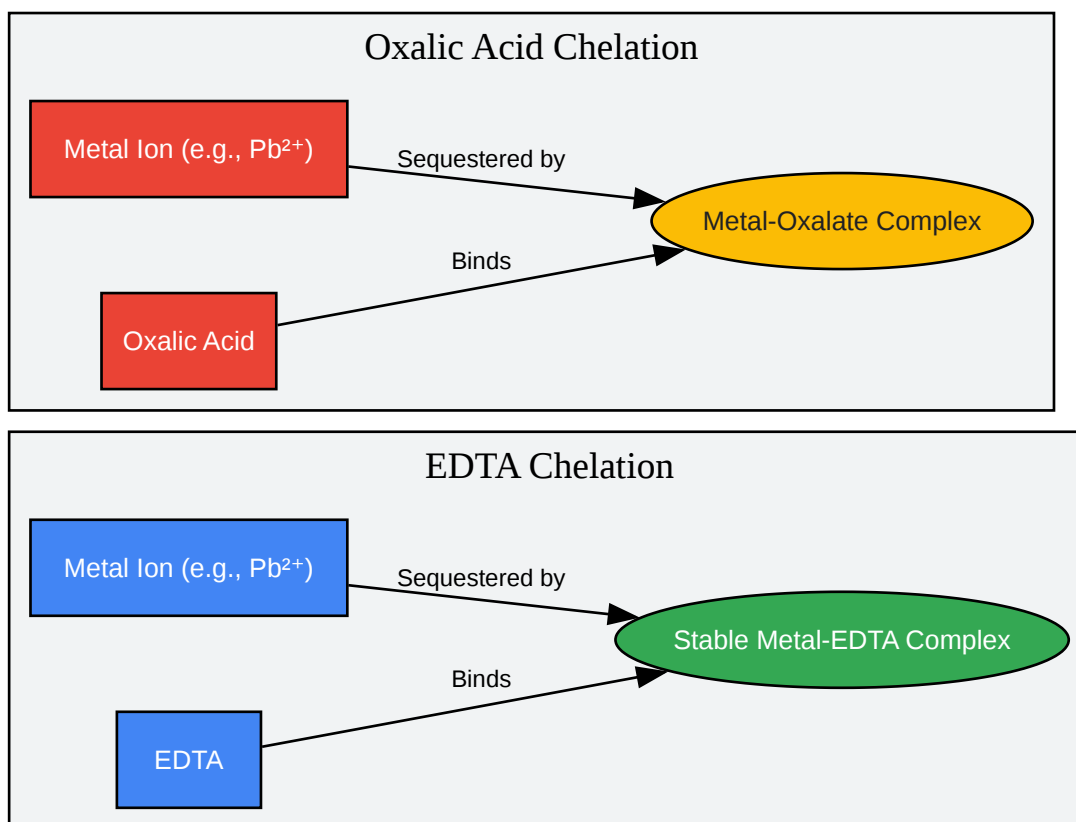 Oxalic Acid Chelation
Metal Ion (e.g., Pb²⁺)
Sequestered by
Metal-Oxalate Complex
Binds
Oxalic Acid
EDTA Chelation
Metal Ion (e.g., Pb²⁺)
Sequestered by
Stable Metal-EDTA Complex
Binds
EDTA